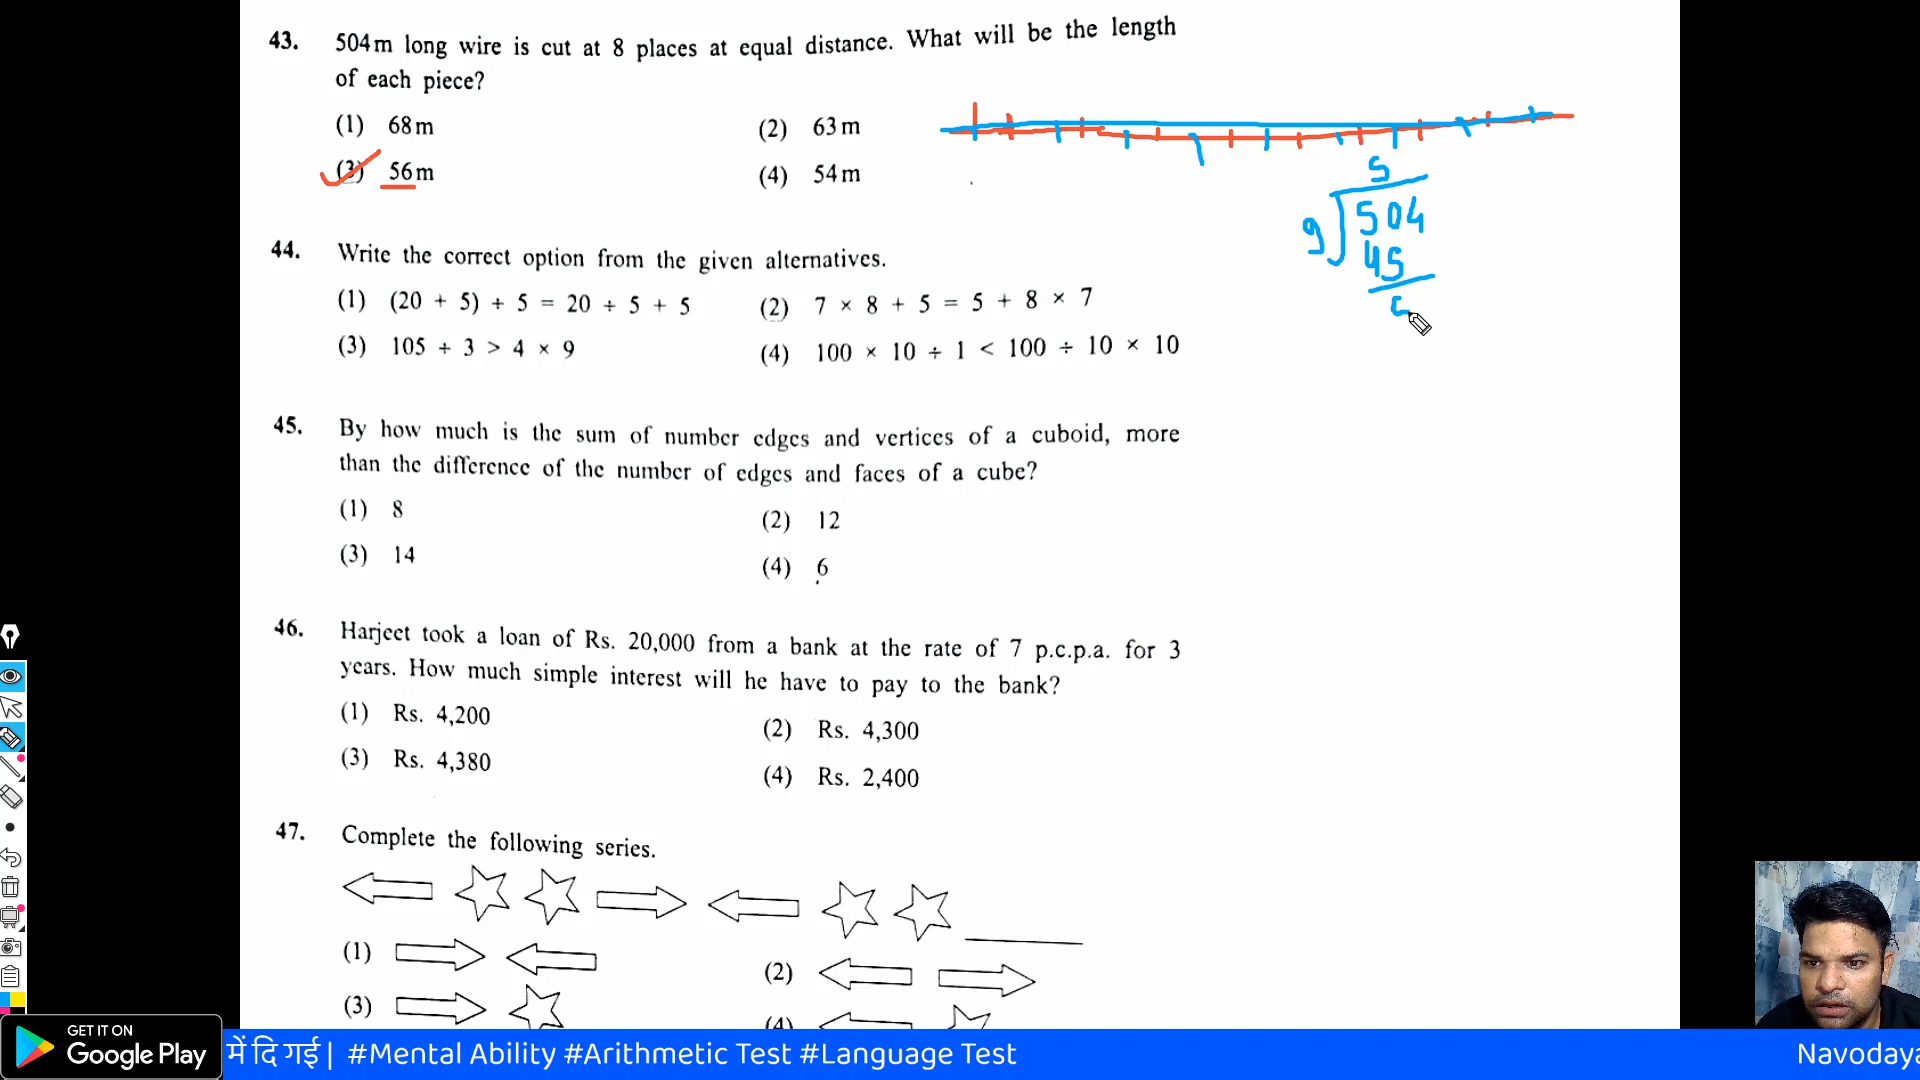 43. 504m long wire is cut at 8 places at equal distance. What will be the length
of each piece?
(1) 68m
(2) 63m
(3) 56m
(4) 54m
5
9 504
45
44. Write the correct option from the given alternatives.
(1) (20 + 5) ÷ 5 = 20 ÷ 5 + 5
(2) 7 × 8 + 5 = 5 + 8 × 7
(3) 105 ÷ 3 > 4 × 9
(4) 100 × 10 ÷ 1 < 100 ÷ 10 × 10
45. By how much is the sum of number edges and vertices of a cuboid, more
than the difference of the number of edges and faces of a cube?
(1) 8
(2) 12
(3) 14
(4) 6
46. Harjeet took a loan of Rs. 20,000 from a bank at the rate of 7 p.c.p.a. for 3
years. How much simple interest will he have to pay to the bank?
(1) Rs. 4,200
(2) Rs. 4,300
(3) Rs. 4,380
(4) Rs. 2,400
47. Complete the following series.
(1)
(2)
(3)
(4)
GET IT ON
Google Play
में दि गई | #Mental Ability #Arithmetic Test #Language Test
Navodaya